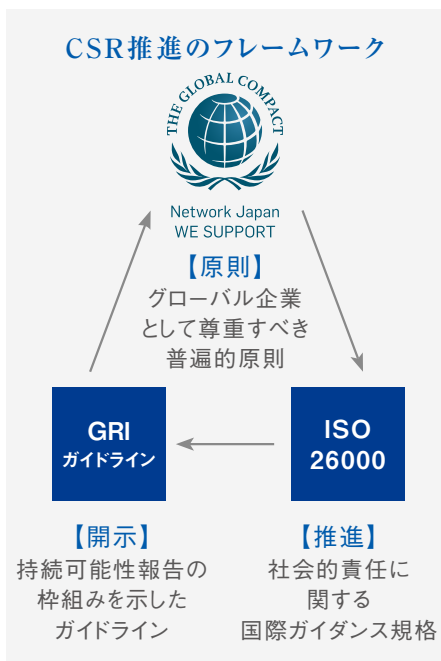 CSR推進のフレームワーク
THE GLOBAL COMPACT
Network Japan
WE SUPPORT
【原則】
グローバル企業
として尊重すべき
普遍的原則
GRI
ガイドライン
ISO
26000
【開示】
持続可能性報告の
枠組みを示した
ガイドライン
【推進】
社会的責任に
関する
国際ガイダンス規格